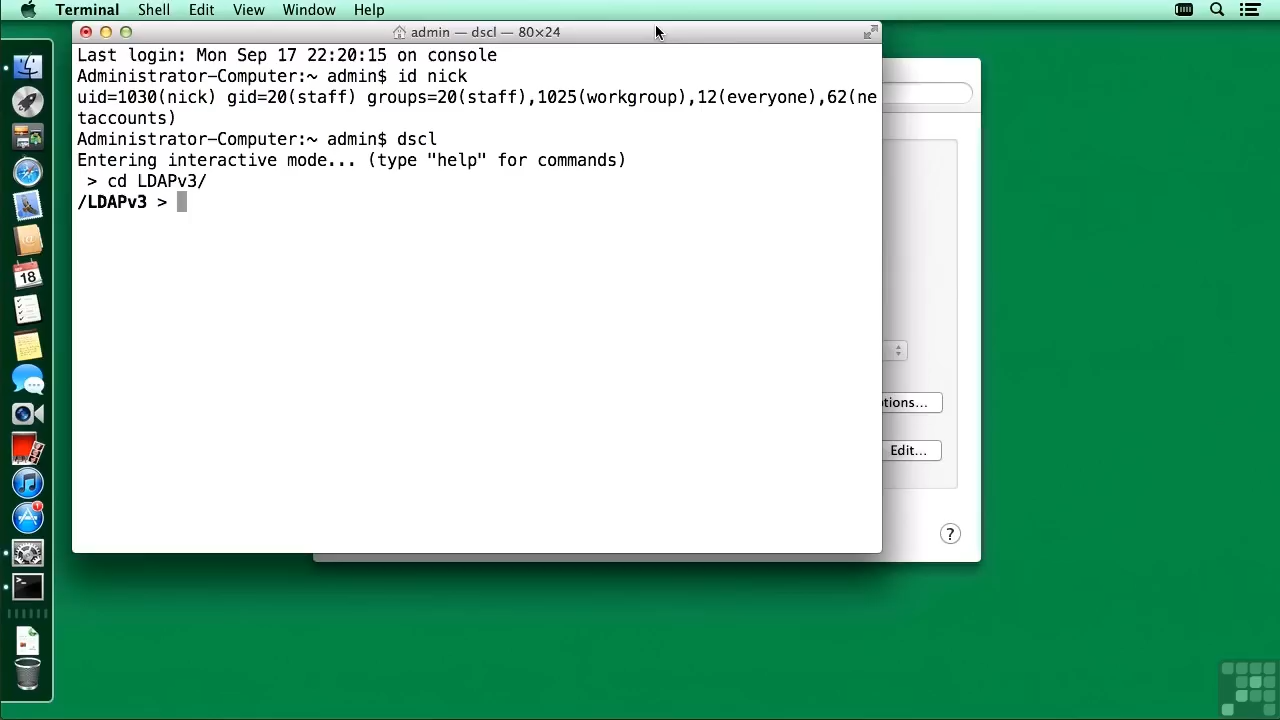 Terminal Shell Edit View Window Help
admin — dscl — 80×24
Last login: Mon Sep 17 22:20:15 on console
Administrator-Computer:~ admin$ id nick
uid=1030(nick) gid=20(staff) groups=20(staff),1025(workgroup),12(everyone),62(ne
taccounts)
Administrator-Computer:~ admin$ dscl
Entering interactive mode... (type "help" for commands)
 > cd LDAPv3/
/LDAPv3 >
18
1
tions...
Edit...
?